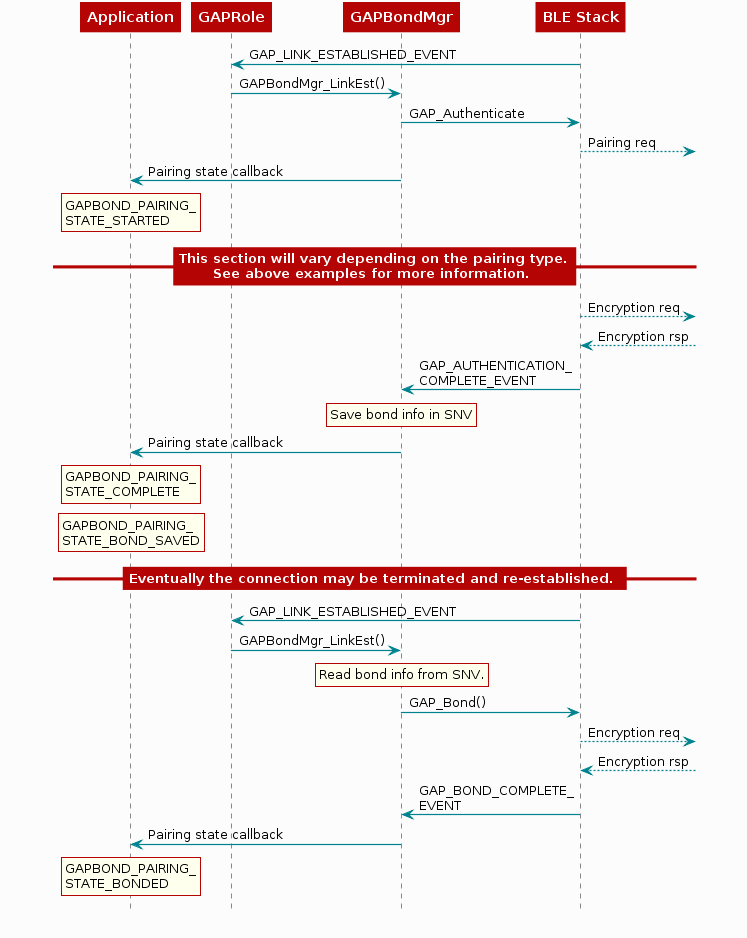 Application
GAPRole
GAPBondMgr
BLE Stack
GAP_LINK_ESTABLISHED_EVENT
GAPBondMgr_LinkEst()
GAP_Authenticate
Pairing req
Pairing state callback
GAPBOND_PAIRING_
STATE_STARTED
This section will vary depending on the pairing type.
See above examples for more information.
Encryption req
Encryption rsp
GAP_AUTHENTICATION_
COMPLETE_EVENT
Save bond info in SNV
Pairing state callback
GAPBOND_PAIRING_
STATE_COMPLETE
GAPBOND_PAIRING_
STATE_BOND_SAVED
Eventually the connection may be terminated and re-established.
GAP_LINK_ESTABLISHED_EVENT
GAPBondMgr_LinkEst()
Read bond info from SNV.
GAP_Bond()
Encryption req
Encryption rsp
GAP_BOND_COMPLETE_
EVENT
Pairing state callback
GAPBOND_PAIRING_
STATE_BONDED